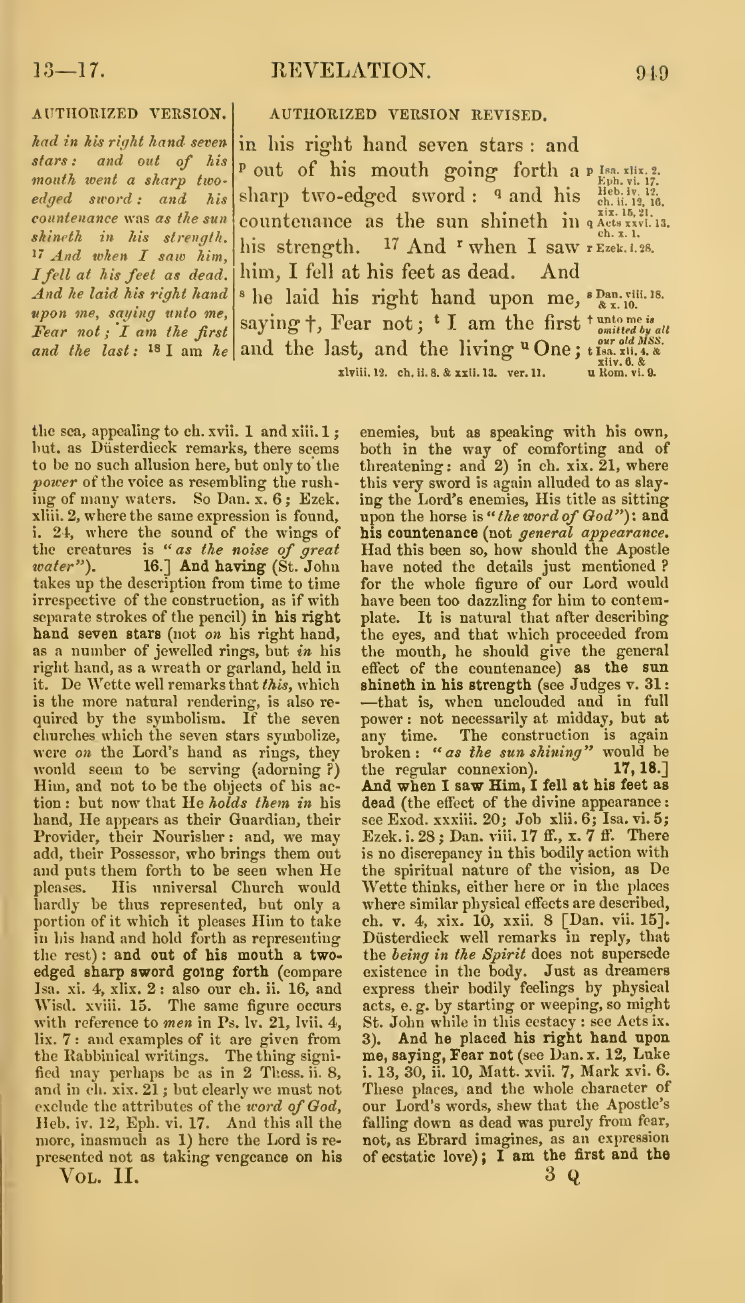 13—17. REVELATION. 949
AUTHORIZED VERSION.
had in his right hand seven
stars: and out of his
mouth went a sharp two-
edged sword: and his
countenance was as the sun
shineth in his strength.
17 And when I saw him,
I fell at his feet as dead.
And he laid his right hand
upon me, saying unto me,
Fear not; I am the first
and the last: 18 I am he
AUTHORIZED VERSION REVISED.
in his right hand seven stars: and
p out of his mouth going forth a
sharp two-edged sword: q and his
countenance as the sun shineth in
his strength. 17 And r when I saw
him, I fell at his feet as dead. And
s he laid his right hand upon me,
saying †, Fear not; t I am the first
and the last, and the living u One;
p Isa. xlix. 2.
Eph. vi. 17.
Heb. iv. 12.
ch. ii. 12, 16.
xix. 15, 21.
q Acts xxvi. 13.
ch. x. 1.
r Ezek. i. 28.
s Dan. viii. 18.
& x. 10.
† unto me is
omitted by all
our old MSS.
t Isa. xli. 4. &
xliv. 6. &
xlviii. 12. ch. ii. 8. & xxii. 13. ver. 11. u Rom. vi. 9.
the sea, appealing to ch. xvii. 1 and xiii. 1;
but, as Düsterdieck remarks, there seems
to be no such allusion here, but only to the
power of the voice as resembling the rush-
ing of many waters. So Dan. x. 6; Ezek.
xliii. 2, where the same expression is found,
i. 24, where the sound of the wings of
the creatures is "as the noise of great
water"). 16.] And having (St. John
takes up the description from time to time
irrespective of the construction, as if with
separate strokes of the pencil) in his right
hand seven stars (not on his right hand,
as a number of jewelled rings, but in his
right hand, as a wreath or garland, held in
it. De Wette well remarks that this, which
is the more natural rendering, is also re-
quired by the symbolism. If the seven
churches which the seven stars symbolize,
were on the Lord's hand as rings, they
would seem to be serving (adorning?)
Him, and not to be the objects of his ac-
tion: but now that He holds them in his
hand, He appears as their Guardian, their
Provider, their Nourisher: and, we may
add, their Possessor, who brings them out
and puts them forth to be seen when He
pleases. His universal Church would
hardly be thus represented, but only a
portion of it which it pleases Him to take
in his hand and hold forth as representing
the rest): and out of his mouth a two-
edged sharp sword going forth (compare
Isa. xi. 4, xlix. 2: also our ch. ii. 16, and
Wisd. xviii. 15. The same figure occurs
with reference to men in Ps. lv. 21, lvii. 4,
lix. 7: and examples of it are given from
the Rabbinical writings. The thing signi-
fied may perhaps be as in 2 Thess. ii. 8,
and in ch. xix. 21; but clearly we must not
exclude the attributes of the word of God,
Heb. iv. 12, Eph. vi. 17. And this all the
more, inasmuch as 1) here the Lord is re-
presented not as taking vengeance on his
enemies, but as speaking with his own,
both in the way of comforting and of
threatening: and 2) in ch. xix. 21, where
this very sword is again alluded to as slay-
ing the Lord's enemies, His title as sitting
upon the horse is "the word of God"): and
his countenance (not general appearance.
Had this been so, how should the Apostle
have noted the details just mentioned?
for the whole figure of our Lord would
have been too dazzling for him to contem-
plate. It is natural that after describing
the eyes, and that which proceeded from
the mouth, he should give the general
effect of the countenance) as the sun
shineth in his strength (see Judges v. 31:
—that is, when unclouded and in full
power: not necessarily at midday, but at
any time. The construction is again
broken: "as the sun shining" would be
the regular connexion). 17, 18.]
And when I saw Him, I fell at his feet as
dead (the effect of the divine appearance:
see Exod. xxxiii. 20; Job xlii. 6; Isa. vi. 5;
Ezek. i. 28; Dan. viii. 17 ff., x. 7 ff. There
is no discrepancy in this bodily action with
the spiritual nature of the vision, as De
Wette thinks, either here or in the places
where similar physical effects are described,
ch. v. 4, xix. 10, xxii. 8 [Dan. vii. 15].
Düsterdieck well remarks in reply, that
the being in the Spirit does not supersede
existence in the body. Just as dreamers
express their bodily feelings by physical
acts, e. g. by starting or weeping, so might
St. John while in this ecstacy: see Acts ix.
3). And he placed his right hand upon
me, saying, Fear not (see Dan. x. 12, Luke
i. 13, 30, ii. 10, Matt. xvii. 7, Mark xvi. 6.
These places, and the whole character of
our Lord's words, shew that the Apostle's
falling down as dead was purely from fear,
not, as Ebrard imagines, as an expression
of ecstatic love); I am the first and the
VOL. II. 3 Q